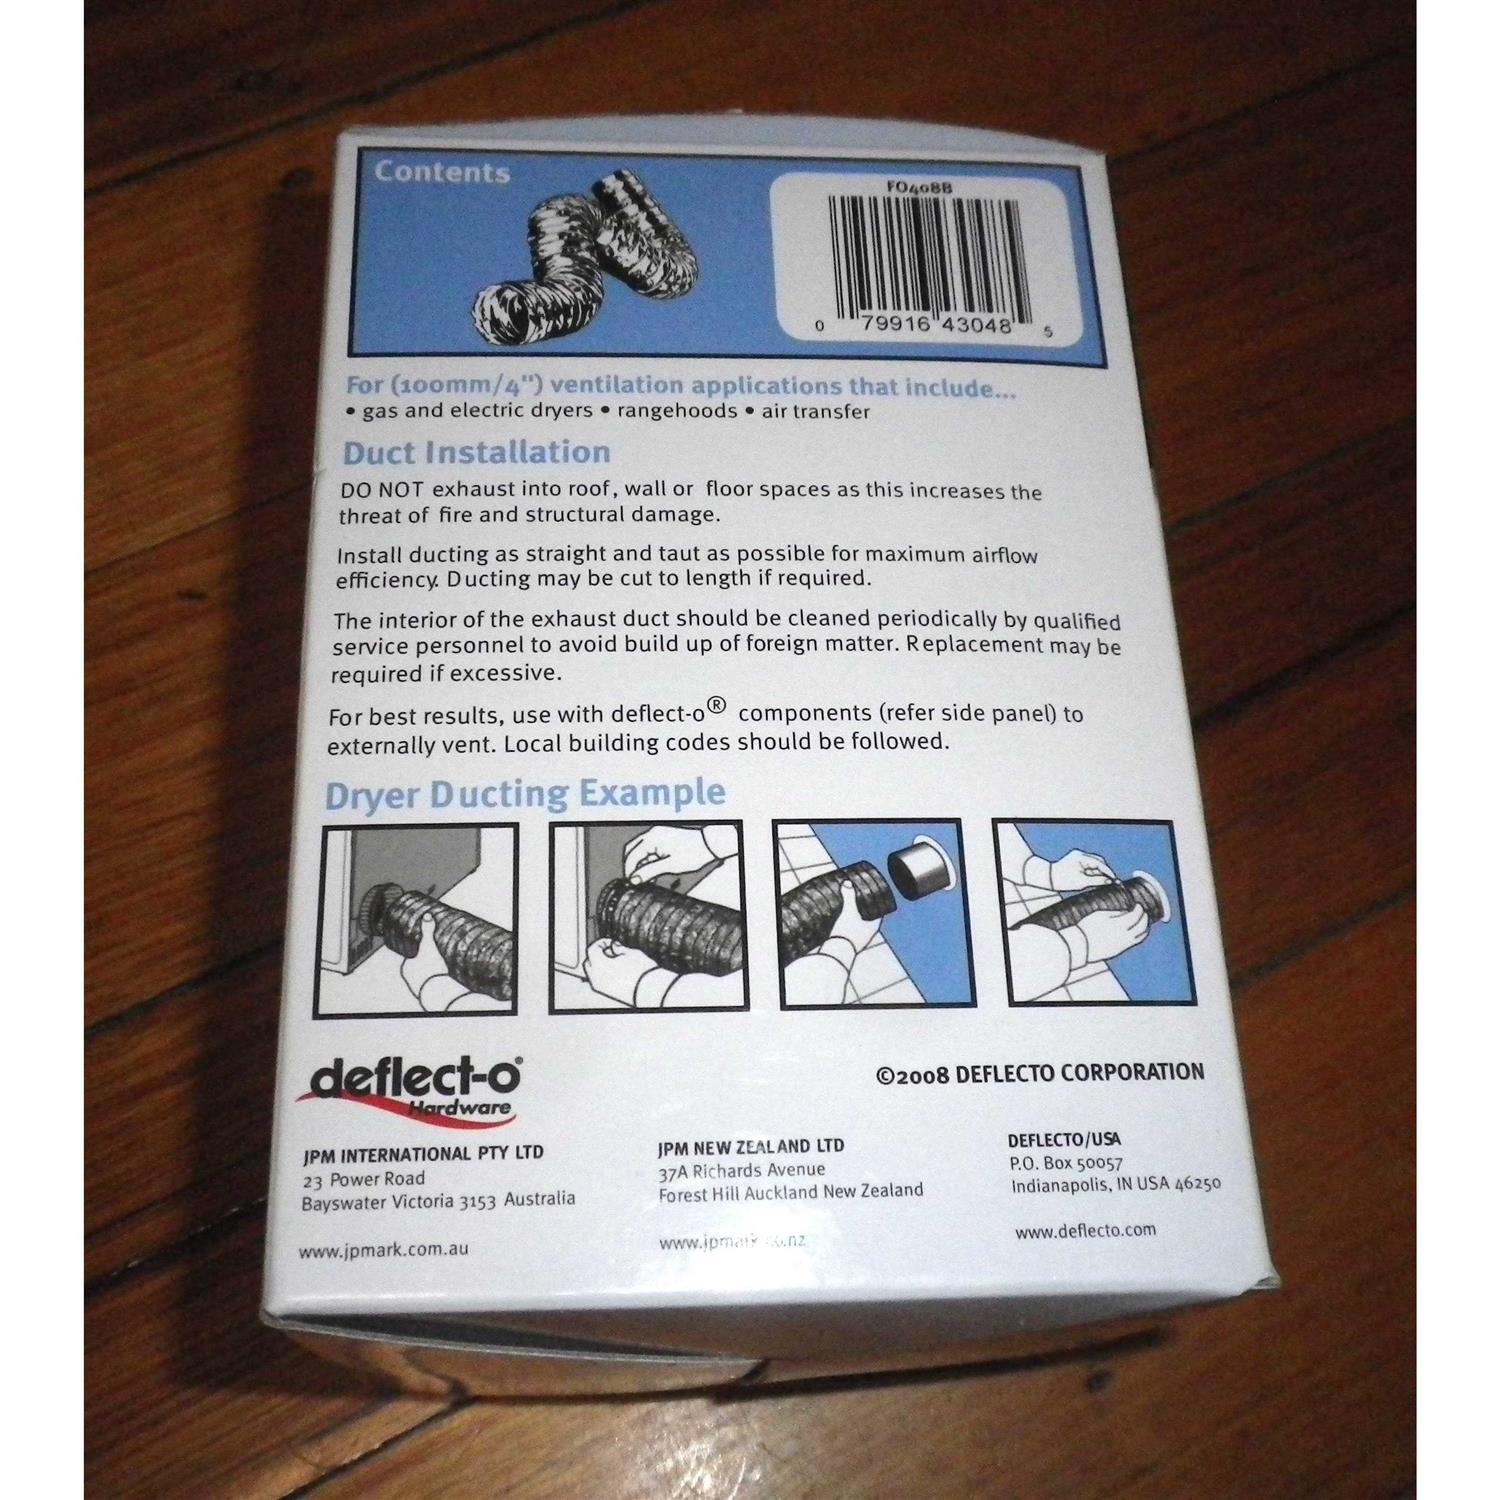 Contents
FO408B
0 79916 43048 5
For (100mm/4") ventilation applications that include...
• gas and electric dryers • rangehoods • air transfer
Duct Installation
DO NOT exhaust into roof, wall or floor spaces as this increases the
threat of fire and structural damage.
Install ducting as straight and taut as possible for maximum airflow
efficiency. Ducting may be cut to length if required.
The interior of the exhaust duct should be cleaned periodically by qualified
service personnel to avoid build up of foreign matter. Replacement may be
required if excessive.
For best results, use with deflect-o® components (refer side panel) to
externally vent. Local building codes should be followed.
Dryer Ducting Example
deflect-o®
Hardware
©2008 DEFLECTO CORPORATION
JPM INTERNATIONAL PTY LTD
23 Power Road
Bayswater Victoria 3153 Australia
www.jpmark.com.au
JPM NEW ZEALAND LTD
37A Richards Avenue
Forest Hill Auckland New Zealand
DEFLECTO/USA
P.O. Box 50057
Indianapolis, IN USA 46250
www.deflecto.com